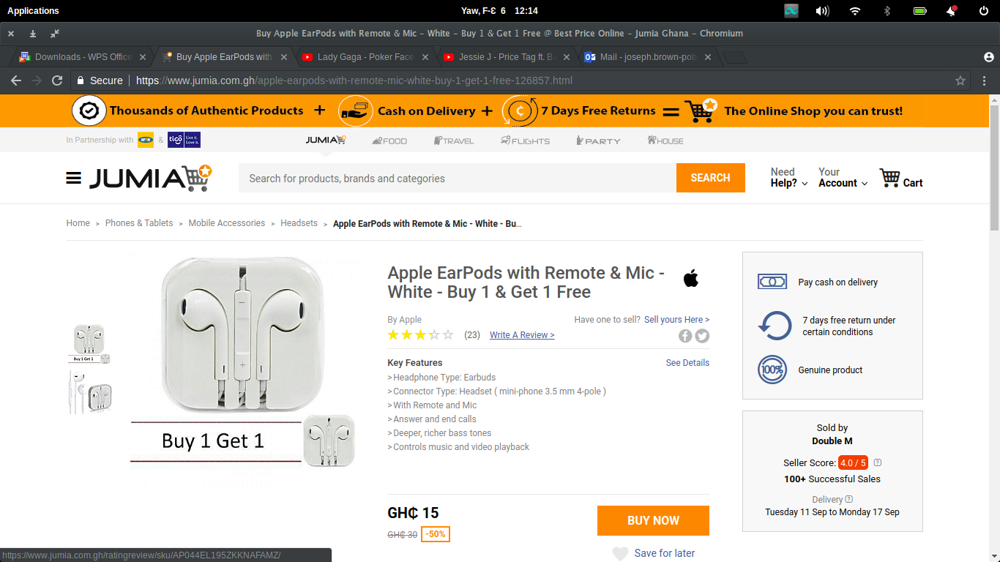 Applications
Yaw, F-Ɛ 6 12:14
Buy Apple EarPods with Remote & Mic – White – Buy 1 & Get 1 Free @ Best Price Online – Jumia Ghana – Chromium
Downloads - WPS Office
Buy Apple EarPods with
Lady Gaga - Poker Face
Jessie J - Price Tag ft. B.
Mail - joseph.brown-pob
Secure
https://www.jumia.com.gh/apple-earpods-with-remote-mic-white-buy-1-get-1-free-126857.html
Thousands of Authentic Products + Cash on Delivery + 7 Days Free Returns = The Online Shop you can trust!
In Partnership with MTN & tigo Live it. Love it.
JUMIA FOOD TRAVEL FLIGHTS PARTY HOUSE
JUMIA
Search for products, brands and categories
SEARCH
Need
Help?
Your
Account
Cart
Home > Phones & Tablets > Mobile Accessories > Headsets > Apple EarPods with Remote & Mic - White - Bu...
Buy 1 Get 1
Buy 1 Get 1
Apple EarPods with Remote & Mic -
White - Buy 1 & Get 1 Free
By Apple
Have one to sell? Sell yours Here >
(23) Write A Review >
Key Features
See Details
> Headphone Type: Earbuds
> Connector Type: Headset ( mini-phone 3.5 mm 4-pole )
> With Remote and Mic
> Answer and end calls
> Deeper, richer bass tones
> Controls music and video playback
GH₵ 15
GH₵ 30 -50%
BUY NOW
Save for later
Pay cash on delivery
7 days free return under
certain conditions
100%
Genuine product
Sold by
Double M
Seller Score: 4.0 / 5 ?
100+ Successful Sales
Delivery ?
Tuesday 11 Sep to Monday 17 Sep
https://www.jumia.com.gh/ratingreview/sku/AP044EL195ZKKNAFAMZ/